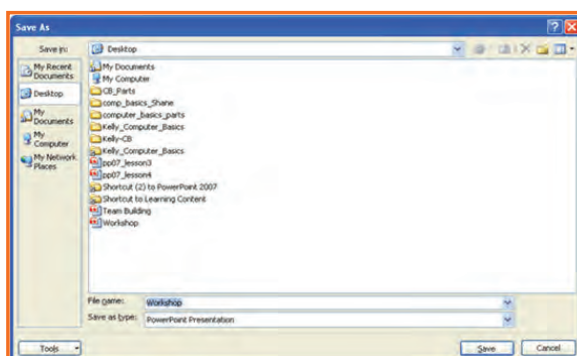 Save As
Save in: Desktop
My Recent Documents
Desktop
My Documents
My Computer
My Network Places
My Documents
My Computer
CB_Parts
comp_basics_Shane
computer_basics_parts
Kelly_Computer_Basics
Kelly-CB
Kelly_Computer_Basics
pp07_lesson3
pp07_lesson4
Shortcut (2) to PowerPoint 2007
Shortcut to Learning Content
Team Building
Workshop
File name: Workshop
Save as type: PowerPoint Presentation
Tools
Save
Cancel